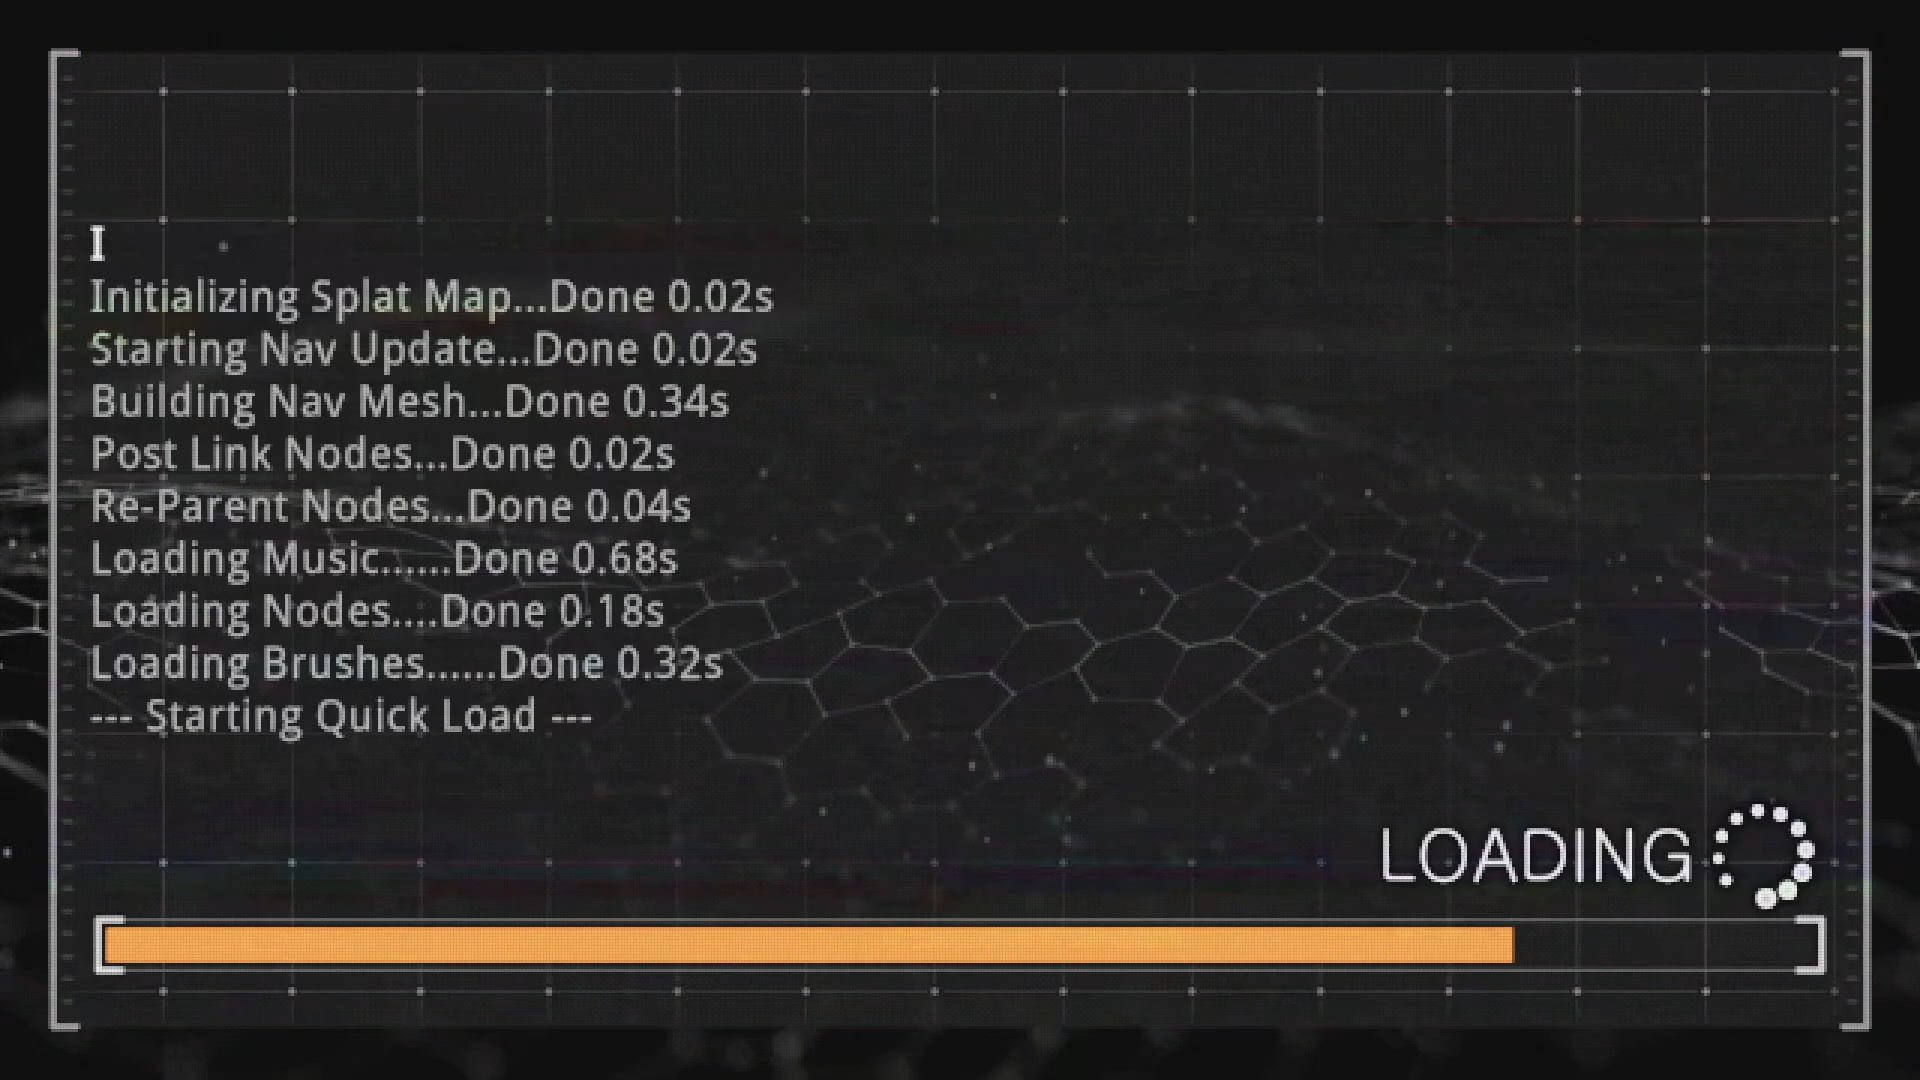 I
Initializing Splat Map...Done 0.02s
Starting Nav Update...Done 0.02s
Building Nav Mesh...Done 0.34s
Post Link Nodes...Done 0.02s
Re-Parent Nodes...Done 0.04s
Loading Music......Done 0.68s
Loading Nodes....Done 0.18s
Loading Brushes......Done 0.32s
--- Starting Quick Load ---
LOADING